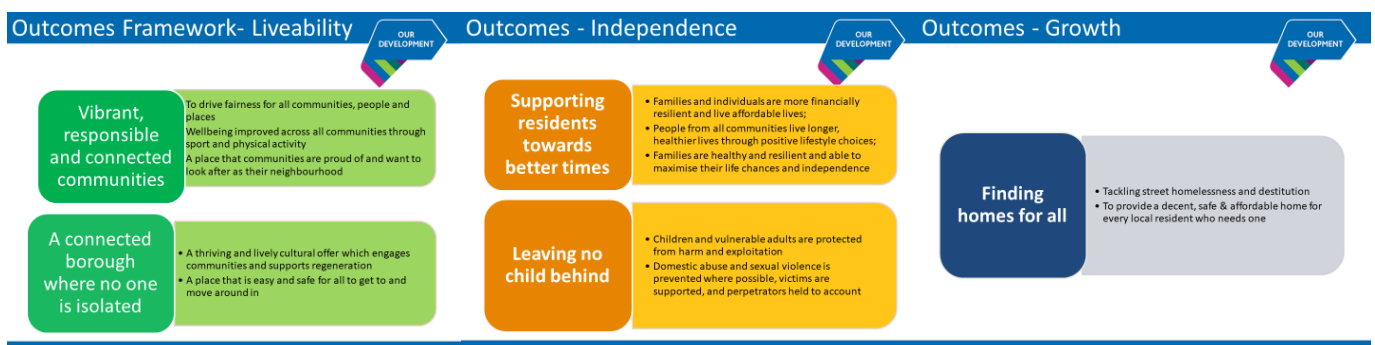 Outcomes Framework- Liveability
OUR
DEVELOPMENT
Vibrant,
responsible
and connected
communities
To drive fairness for all communities, people and
places
Wellbeing improved across all communities through
sport and physical activity
A place that communities are proud of and want to
look after as their neighbourhood
A connected
borough
where no one
is isolated
• A thriving and lively cultural offer which engages
communities and supports regeneration
• A place that is easy and safe for all to get to and
move around in
Outcomes - Independence
OUR
DEVELOPMENT
Supporting
residents
towards
better times
• Families and individuals are more financially
resilient and live affordable lives;
• People from all communities live longer,
healthier lives through positive lifestyle choices;
• Families are healthy and resilient and able to
maximise their life chances and independence
Leaving no
child behind
• Children and vulnerable adults are protected
from harm and exploitation
• Domestic abuse and sexual violence is
prevented where possible, victims are
supported, and perpetrators held to account
Outcomes - Growth
OUR
DEVELOPMENT
Finding
homes for all
• Tackling street homelessness and destitution
• To provide a decent, safe & affordable home for
every local resident who needs one